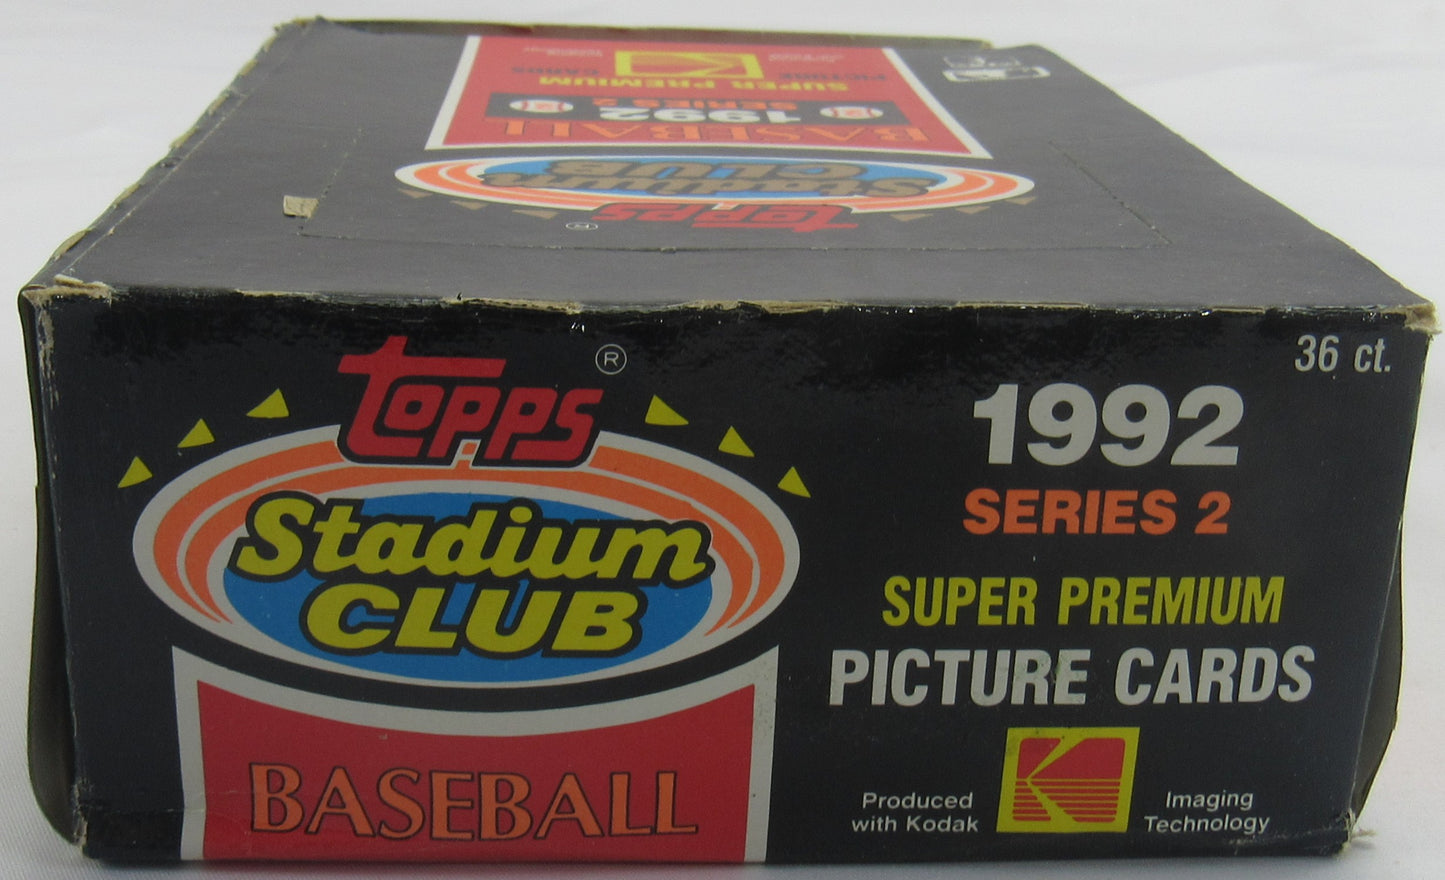 PICTURE CARDS
SUPER PREMIUM
1992
SERIES 2
BASEBALL
Stadium
CLUB
TOPPS
®
36 ct.
TOPPS ®
Stadium
CLUB
BASEBALL
1992
SERIES 2
SUPER PREMIUM
PICTURE CARDS
Produced
with Kodak
Imaging
Technology